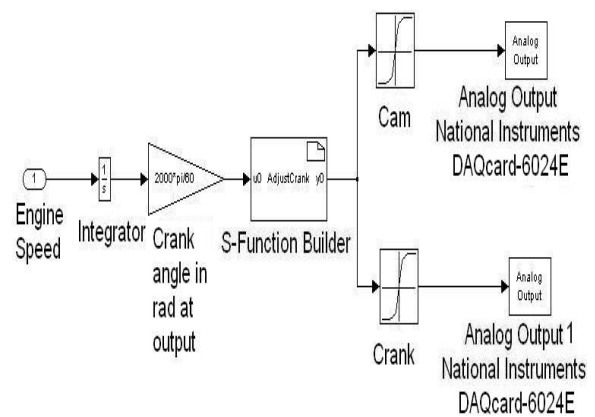 1
Engine
Speed
1
s
Integrator
2000*pi/60
Crank
angle in
rad at
output
u0 AdjustCrank y0
S-Function Builder
Cam
Analog
Output
Analog Output
National Instruments
DAQcard-6024E
Crank
Analog
Output
Analog Output 1
National Instruments
DAQcard-6024E